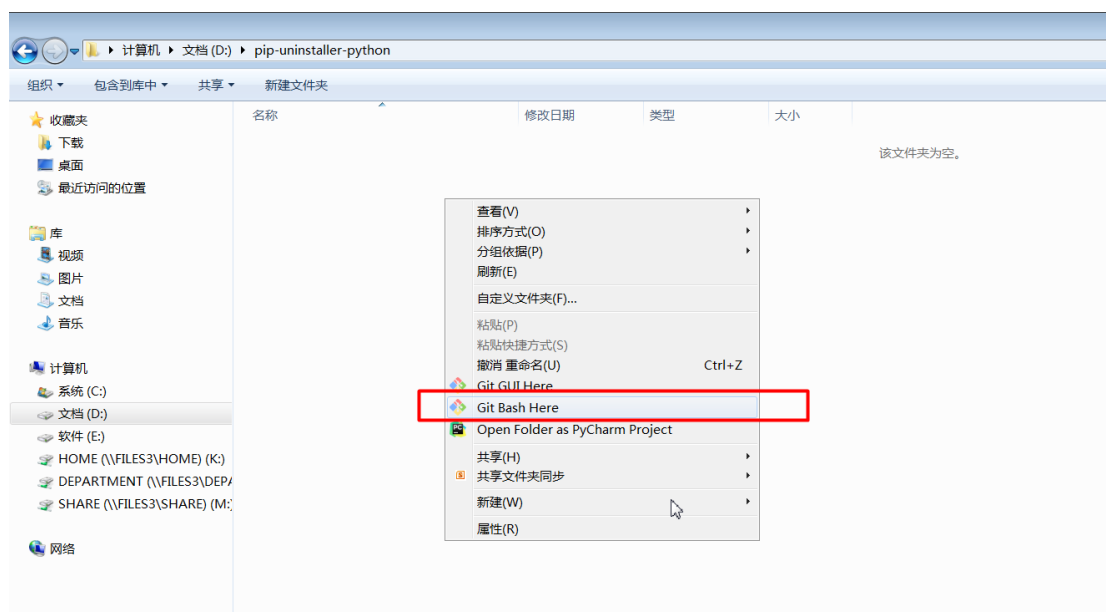 计算机 文档 (D:) pip-uninstaller-python
组织 包含到库中 共享 新建文件夹
收藏夹
下载
桌面
最近访问的位置
库
视频
图片
文档
音乐
计算机
系统 (C:)
文档 (D:)
软件 (E:)
HOME (\\FILES3\HOME) (K:)
DEPARTMENT (\\FILES3\DEPA
SHARE (\\FILES3\SHARE) (M:)
网络
名称 修改日期 类型 大小
该文件夹为空。
查看(V)
排序方式(O)
分组依据(P)
刷新(E)
自定义文件夹(F)...
粘贴(P)
粘贴快捷方式(S)
撤消 重命名(U) Ctrl+Z
Git GUI Here
Git Bash Here
Open Folder as PyCharm Project
共享(H)
共享文件夹同步
新建(W)
属性(R)